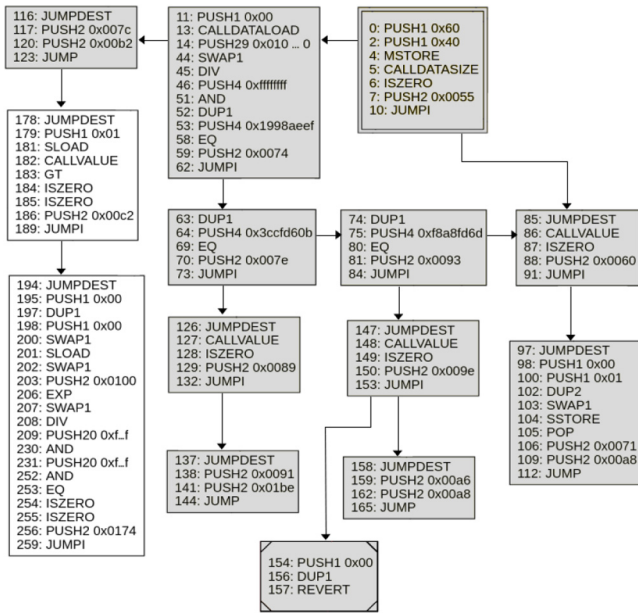 116: JUMPDEST
117: PUSH2 0x007c
120: PUSH2 0x00b2
123: JUMP
11: PUSH1 0x00
13: CALLDATALOAD
14: PUSH29 0x010 ... 0
44: SWAP1
45: DIV
46: PUSH4 0xffffffff
51: AND
52: DUP1
53: PUSH4 0x1998aeef
58: EQ
59: PUSH2 0x0074
62: JUMPI
0: PUSH1 0x60
2: PUSH1 0x40
4: MSTORE
5: CALLDATASIZE
6: ISZERO
7: PUSH2 0x0055
10: JUMPI
178: JUMPDEST
179: PUSH1 0x01
181: SLOAD
182: CALLVALUE
183: GT
184: ISZERO
185: ISZERO
186: PUSH2 0x00c2
189: JUMPI
63: DUP1
64: PUSH4 0x3ccfd60b
69: EQ
70: PUSH2 0x007e
73: JUMPI
74: DUP1
75: PUSH4 0xf8a8fd6d
80: EQ
81: PUSH2 0x0093
84: JUMPI
85: JUMPDEST
86: CALLVALUE
87: ISZERO
88: PUSH2 0x0060
91: JUMPI
194: JUMPDEST
195: PUSH1 0x00
197: DUP1
198: PUSH1 0x00
200: SWAP1
201: SLOAD
202: SWAP1
203: PUSH2 0x0100
206: EXP
207: SWAP1
208: DIV
209: PUSH20 0xf..f
230: AND
231: PUSH20 0xf..f
252: AND
253: EQ
254: ISZERO
255: ISZERO
256: PUSH2 0x0174
259: JUMPI
126: JUMPDEST
127: CALLVALUE
128: ISZERO
129: PUSH2 0x0089
132: JUMPI
147: JUMPDEST
148: CALLVALUE
149: ISZERO
150: PUSH2 0x009e
153: JUMPI
97: JUMPDEST
98: PUSH1 0x00
100: PUSH1 0x01
102: DUP2
103: SWAP1
104: SSTORE
105: POP
106: PUSH2 0x0071
109: PUSH2 0x00a8
112: JUMP
137: JUMPDEST
138: PUSH2 0x0091
141: PUSH2 0x01be
144: JUMP
158: JUMPDEST
159: PUSH2 0x00a6
162: PUSH2 0x00a8
165: JUMP
154: PUSH1 0x00
156: DUP1
157: REVERT